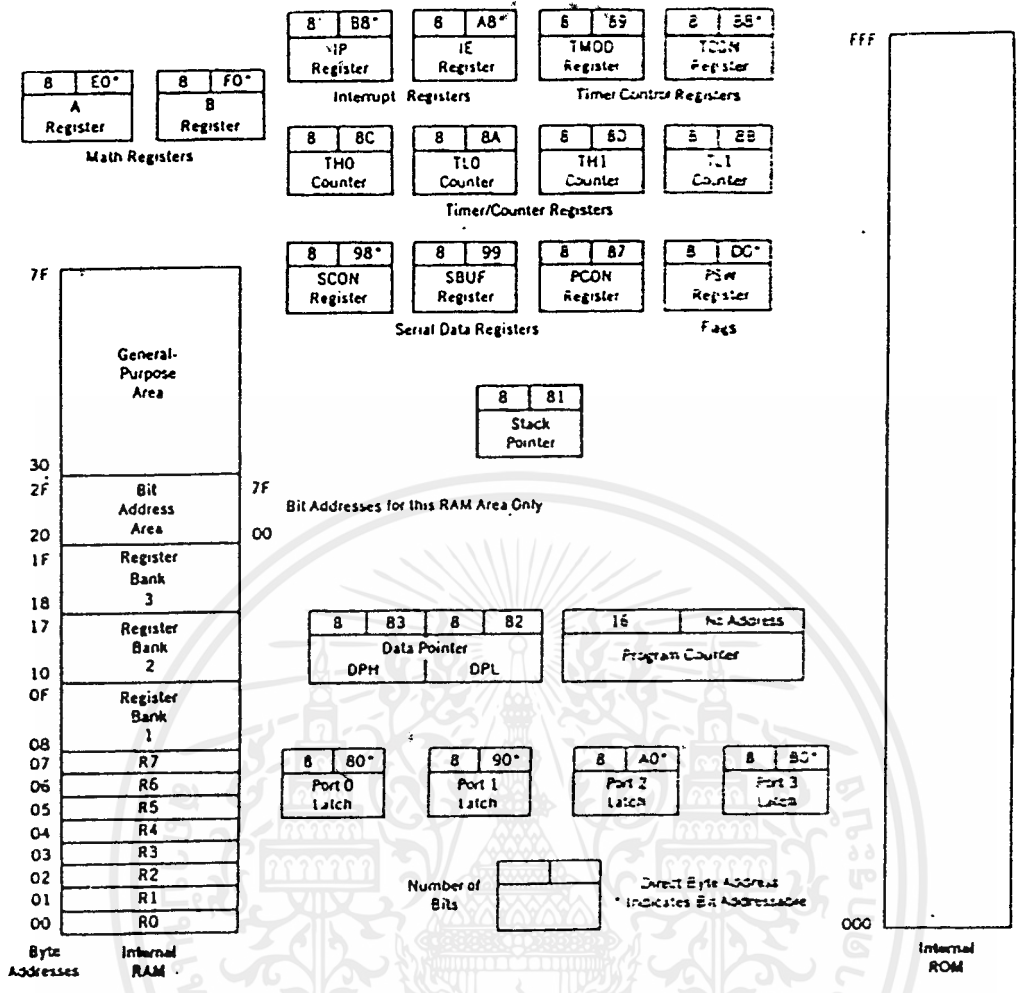 8 B8*
IP
Register
8 A8*
IE
Register
8 89
TMOD
Register
8 88*
TCON
Register
FFF
Interrupt Registers
Timer Control Registers
8 E0*
A
Register
8 F0*
B
Register
Math Registers
8 8C
TH0
Counter
8 8A
TL0
Counter
8 8D
TH1
Counter
8 8B
TL1
Counter
Timer/Counter Registers
8 98*
SCON
Register
8 99
SBUF
Register
8 87
PCON
Register
8 D0*
PSW
Register
Serial Data Registers
Flags
7F
General-
Purpose
Area
30
8 81
Stack
Pointer
2F
Bit
Address
Area
20
7F
00
Bit Addresses for this RAM Area Only
1F
Register
Bank
3
18
17
Register
Bank
2
10
8 83 8 82
Data Pointer
DPH DPL
16 No Address
Program Counter
0F
Register
Bank
1
08
07 R7
06 R6
05 R5
04 R4
03 R3
02 R2
01 R1
00 R0
Byte
Addresses
Internal
RAM
8 80*
Port 0
Latch
8 90*
Port 1
Latch
8 A0*
Port 2
Latch
8 B0*
Port 3
Latch
Number of
Bits
Direct Byte Address
* Indicates Bit Addressable
000
Internal
ROM